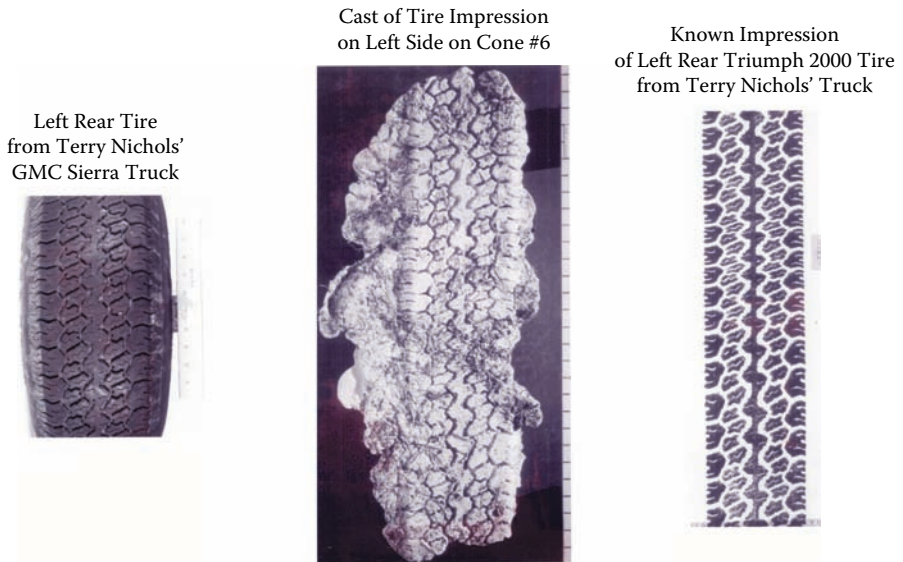 Cast of Tire Impression
on Left Side on Cone #6
Known Impression
of Left Rear Triumph 2000 Tire
from Terry Nichols’ Truck
Left Rear Tire
from Terry Nichols’
GMC Sierra Truck